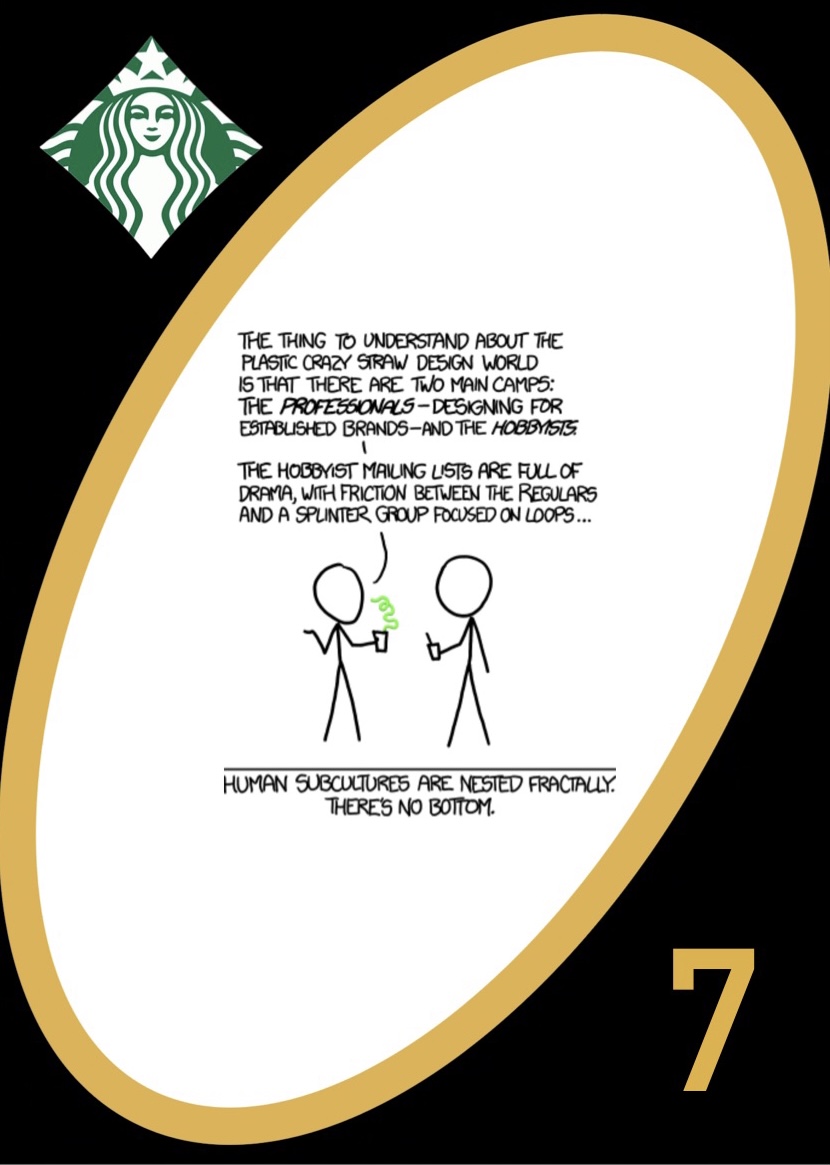 THE THING TO UNDERSTAND ABOUT THE
PLASTIC CRAZY STRAW DESIGN WORLD
IS THAT THERE ARE TWO MAIN CAMPS:
THE PROFESSIONALS—DESIGNING FOR
ESTABLISHED BRANDS—AND THE HOBBYISTS.
THE HOBBYIST MAILING LISTS ARE FULL OF
DRAMA, WITH FRICTION BETWEEN THE REGULARS
AND A SPLINTER GROUP FOCUSED ON LOOPS...
HUMAN SUBCULTURES ARE NESTED FRACTALLY.
THERE'S NO BOTTOM.
7